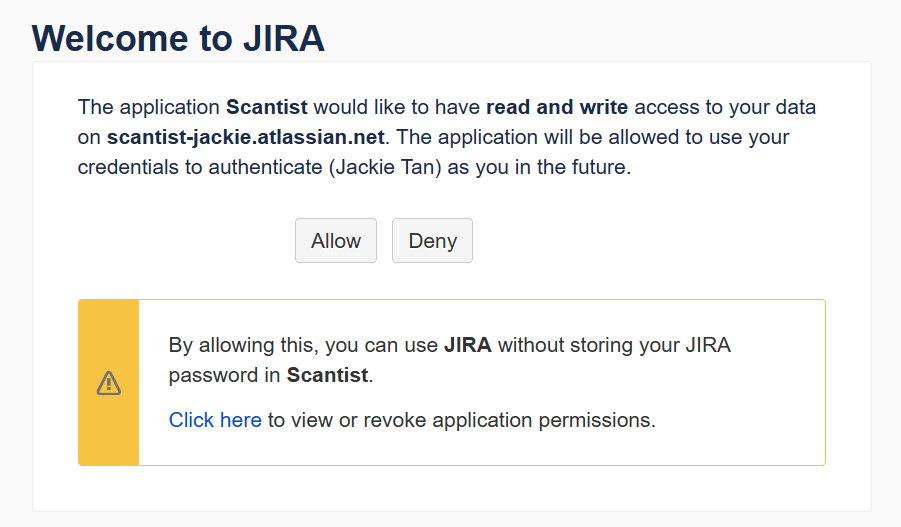 Welcome to JIRA
The application Scantist would like to have read and write access to your data
on scantist-jackie.atlassian.net. The application will be allowed to use your
credentials to authenticate (Jackie Tan) as you in the future.
Allow Deny
By allowing this, you can use JIRA without storing your JIRA
password in Scantist.
Click here to view or revoke application permissions.